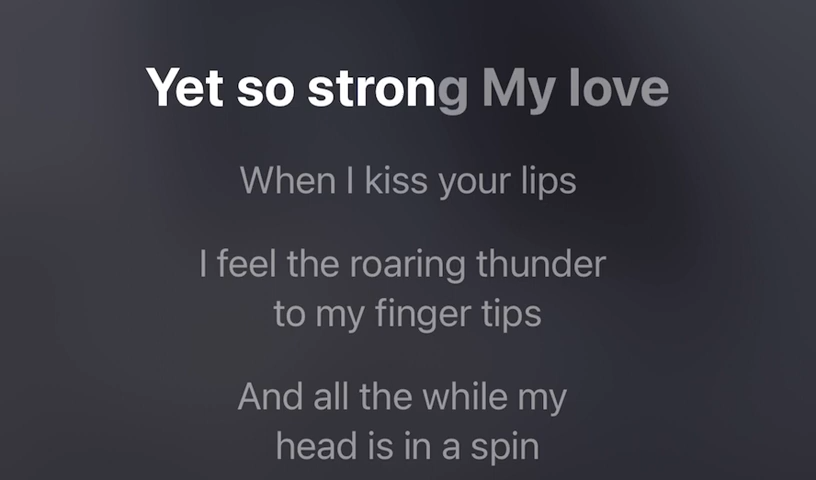 Yet so strong My love
When I kiss your lips
I feel the roaring thunder
to my finger tips
And all the while my
head is in a spin